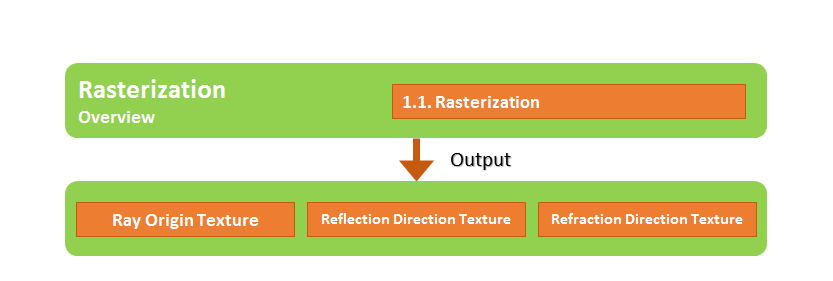 Rasterization
Overview
1.1. Rasterization
Output
Ray Origin Texture
Reflection Direction Texture
Refraction Direction Texture